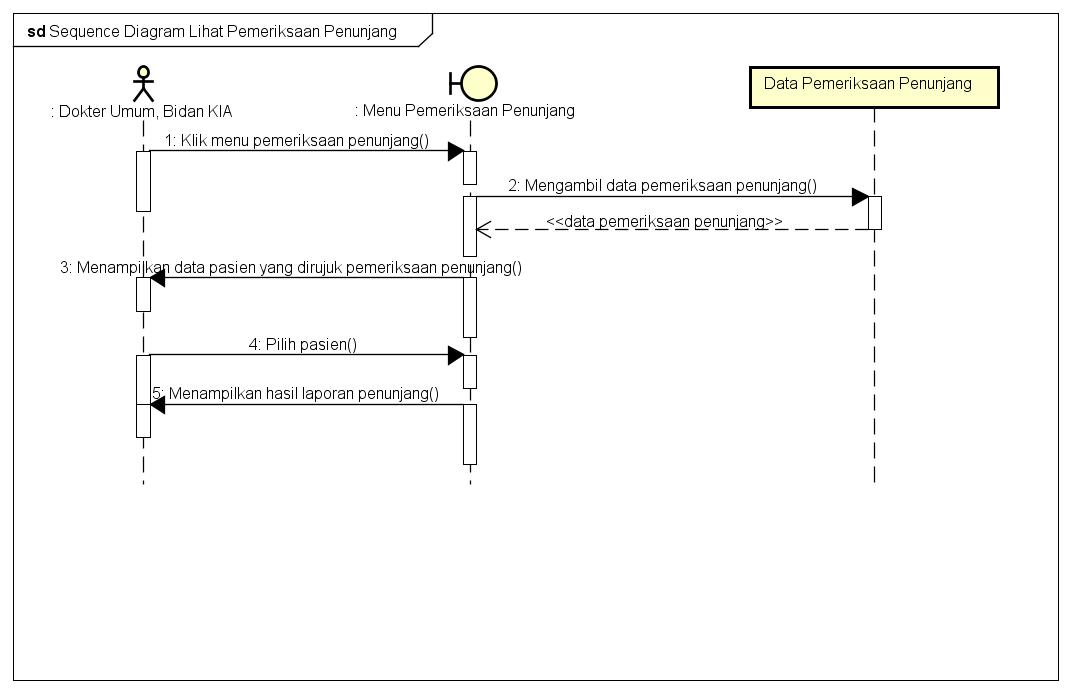 sd Sequence Diagram Lihat Pemeriksaan Penunjang
: Dokter Umum, Bidan KIA
: Menu Pemeriksaan Penunjang
Data Pemeriksaan Penunjang
1: Klik menu pemeriksaan penunjang()
2: Mengambil data pemeriksaan penunjang()
<<data pemeriksaan penunjang>>
3: Menampilkan data pasien yang dirujuk pemeriksaan penunjang()
4: Pilih pasien()
5: Menampilkan hasil laporan penunjang()